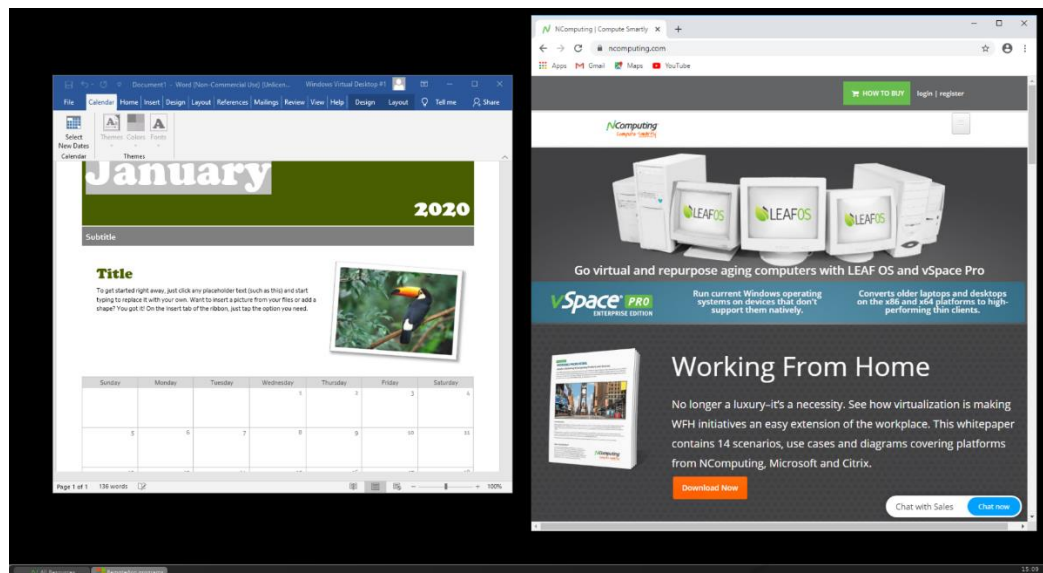 Document1 - Word (Non-Commercial Use) (Unlicen...
Windows Virtual Desktop #1
File Calendar Home Insert Design Layout References Mailings Review View Help Design Layout Tell me Share
Select
New Dates
Themes Colors Fonts
Calendar
Themes
January
2020
Subtitle
Title
To get started right away, just click any placeholder text (such as this) and start
typing to replace it with your own. Want to insert a picture from your files or add a
shape? You got it! On the Insert tab of the ribbon, just tap the option you need.
Sunday Monday Tuesday Wednesday Thursday Friday Saturday
1 2 3 4
5 6 7 8 9 10 11
Page 1 of 1 136 words
100%
NComputing | Compute Smartly
ncomputing.com
Apps Gmail Maps YouTube
HOW TO BUY login | register
NComputing
Compute Smartly
LEAFOS LEAFOS LEAFOS
Go virtual and repurpose aging computers with LEAF OS and vSpace Pro
vSpace PRO
ENTERPRISE EDITION
Run current Windows operating
systems on devices that don't
support them natively.
Converts older laptops and desktops
on the x86 and x64 platforms to high-
performing thin clients.
Working From Home
No longer a luxury–it's a necessity. See how virtualization is making
WFH initiatives an easy extension of the workplace. This whitepaper
contains 14 scenarios, use cases and diagrams covering platforms
from NComputing, Microsoft and Citrix.
Download Now
NComputing
Chat with Sales Chat now
All Resources
15:09